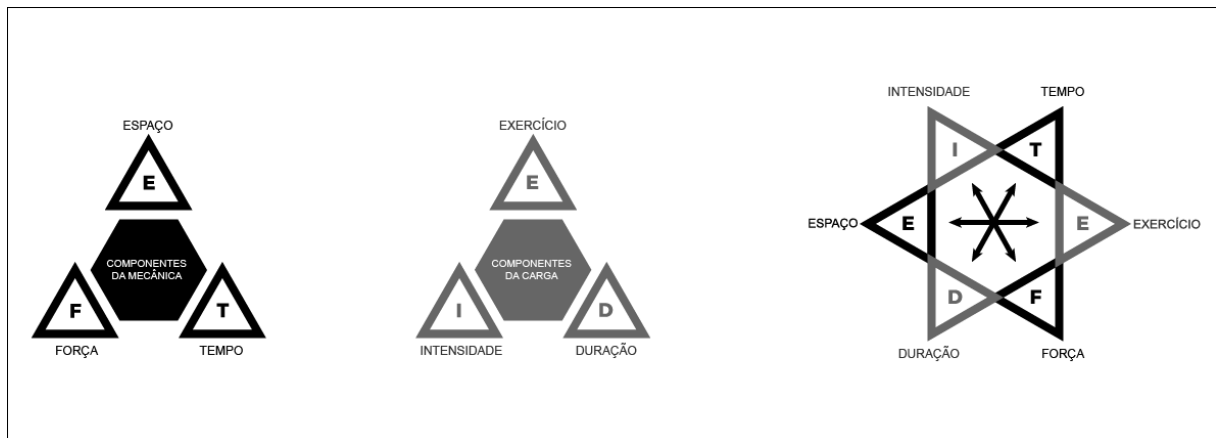 ESPAÇO
E
COMPONENTES
DA MECÂNICA
F
T
FORÇA
TEMPO
EXERCÍCIO
E
COMPONENTES
DA CARGA
I
D
INTENSIDADE
DURAÇÃO
INTENSIDADE
TEMPO
I
T
ESPAÇO
E
E
EXERCÍCIO
D
F
DURAÇÃO
FORÇA